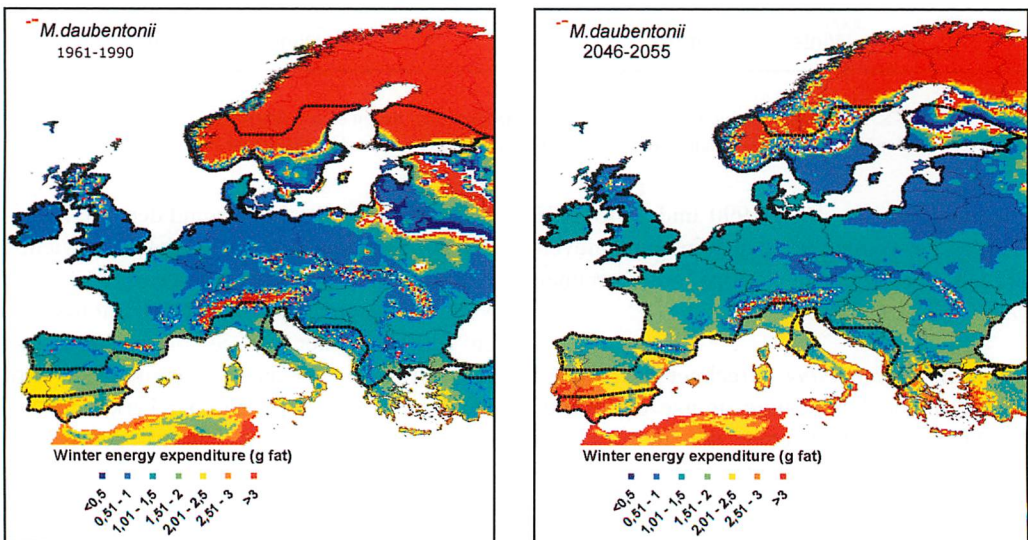 M.daubentonii
1961-1990
Winter energy expenditure (g fat)
<0,5
0,51 - 1
1,01 - 1,5
1,51 - 2
2,01 - 2,5
2,51 - 3
>3
M.daubentonii
2046-2055
Winter energy expenditure (g fat)
<0,5
0,51 - 1
1,01 - 1,5
1,51 - 2
2,01 - 2,5
2,51 - 3
>3